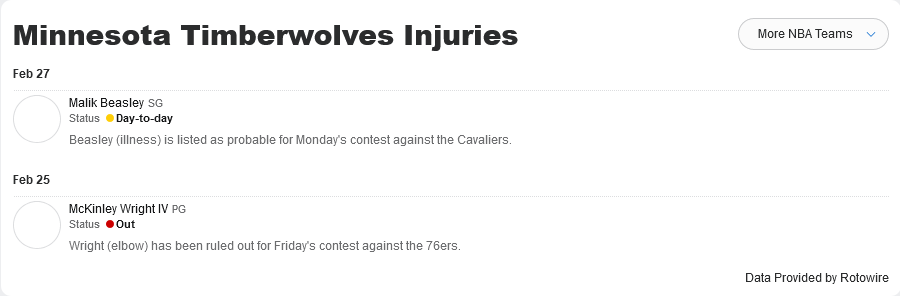 Minnesota Timberwolves Injuries
More NBA Teams
Feb 27
Malik Beasley SG
Status Day-to-day
Beasley (illness) is listed as probable for Monday's contest against the Cavaliers.
Feb 25
McKinley Wright IV PG
Status Out
Wright (elbow) has been ruled out for Friday's contest against the 76ers.
Data Provided by Rotowire